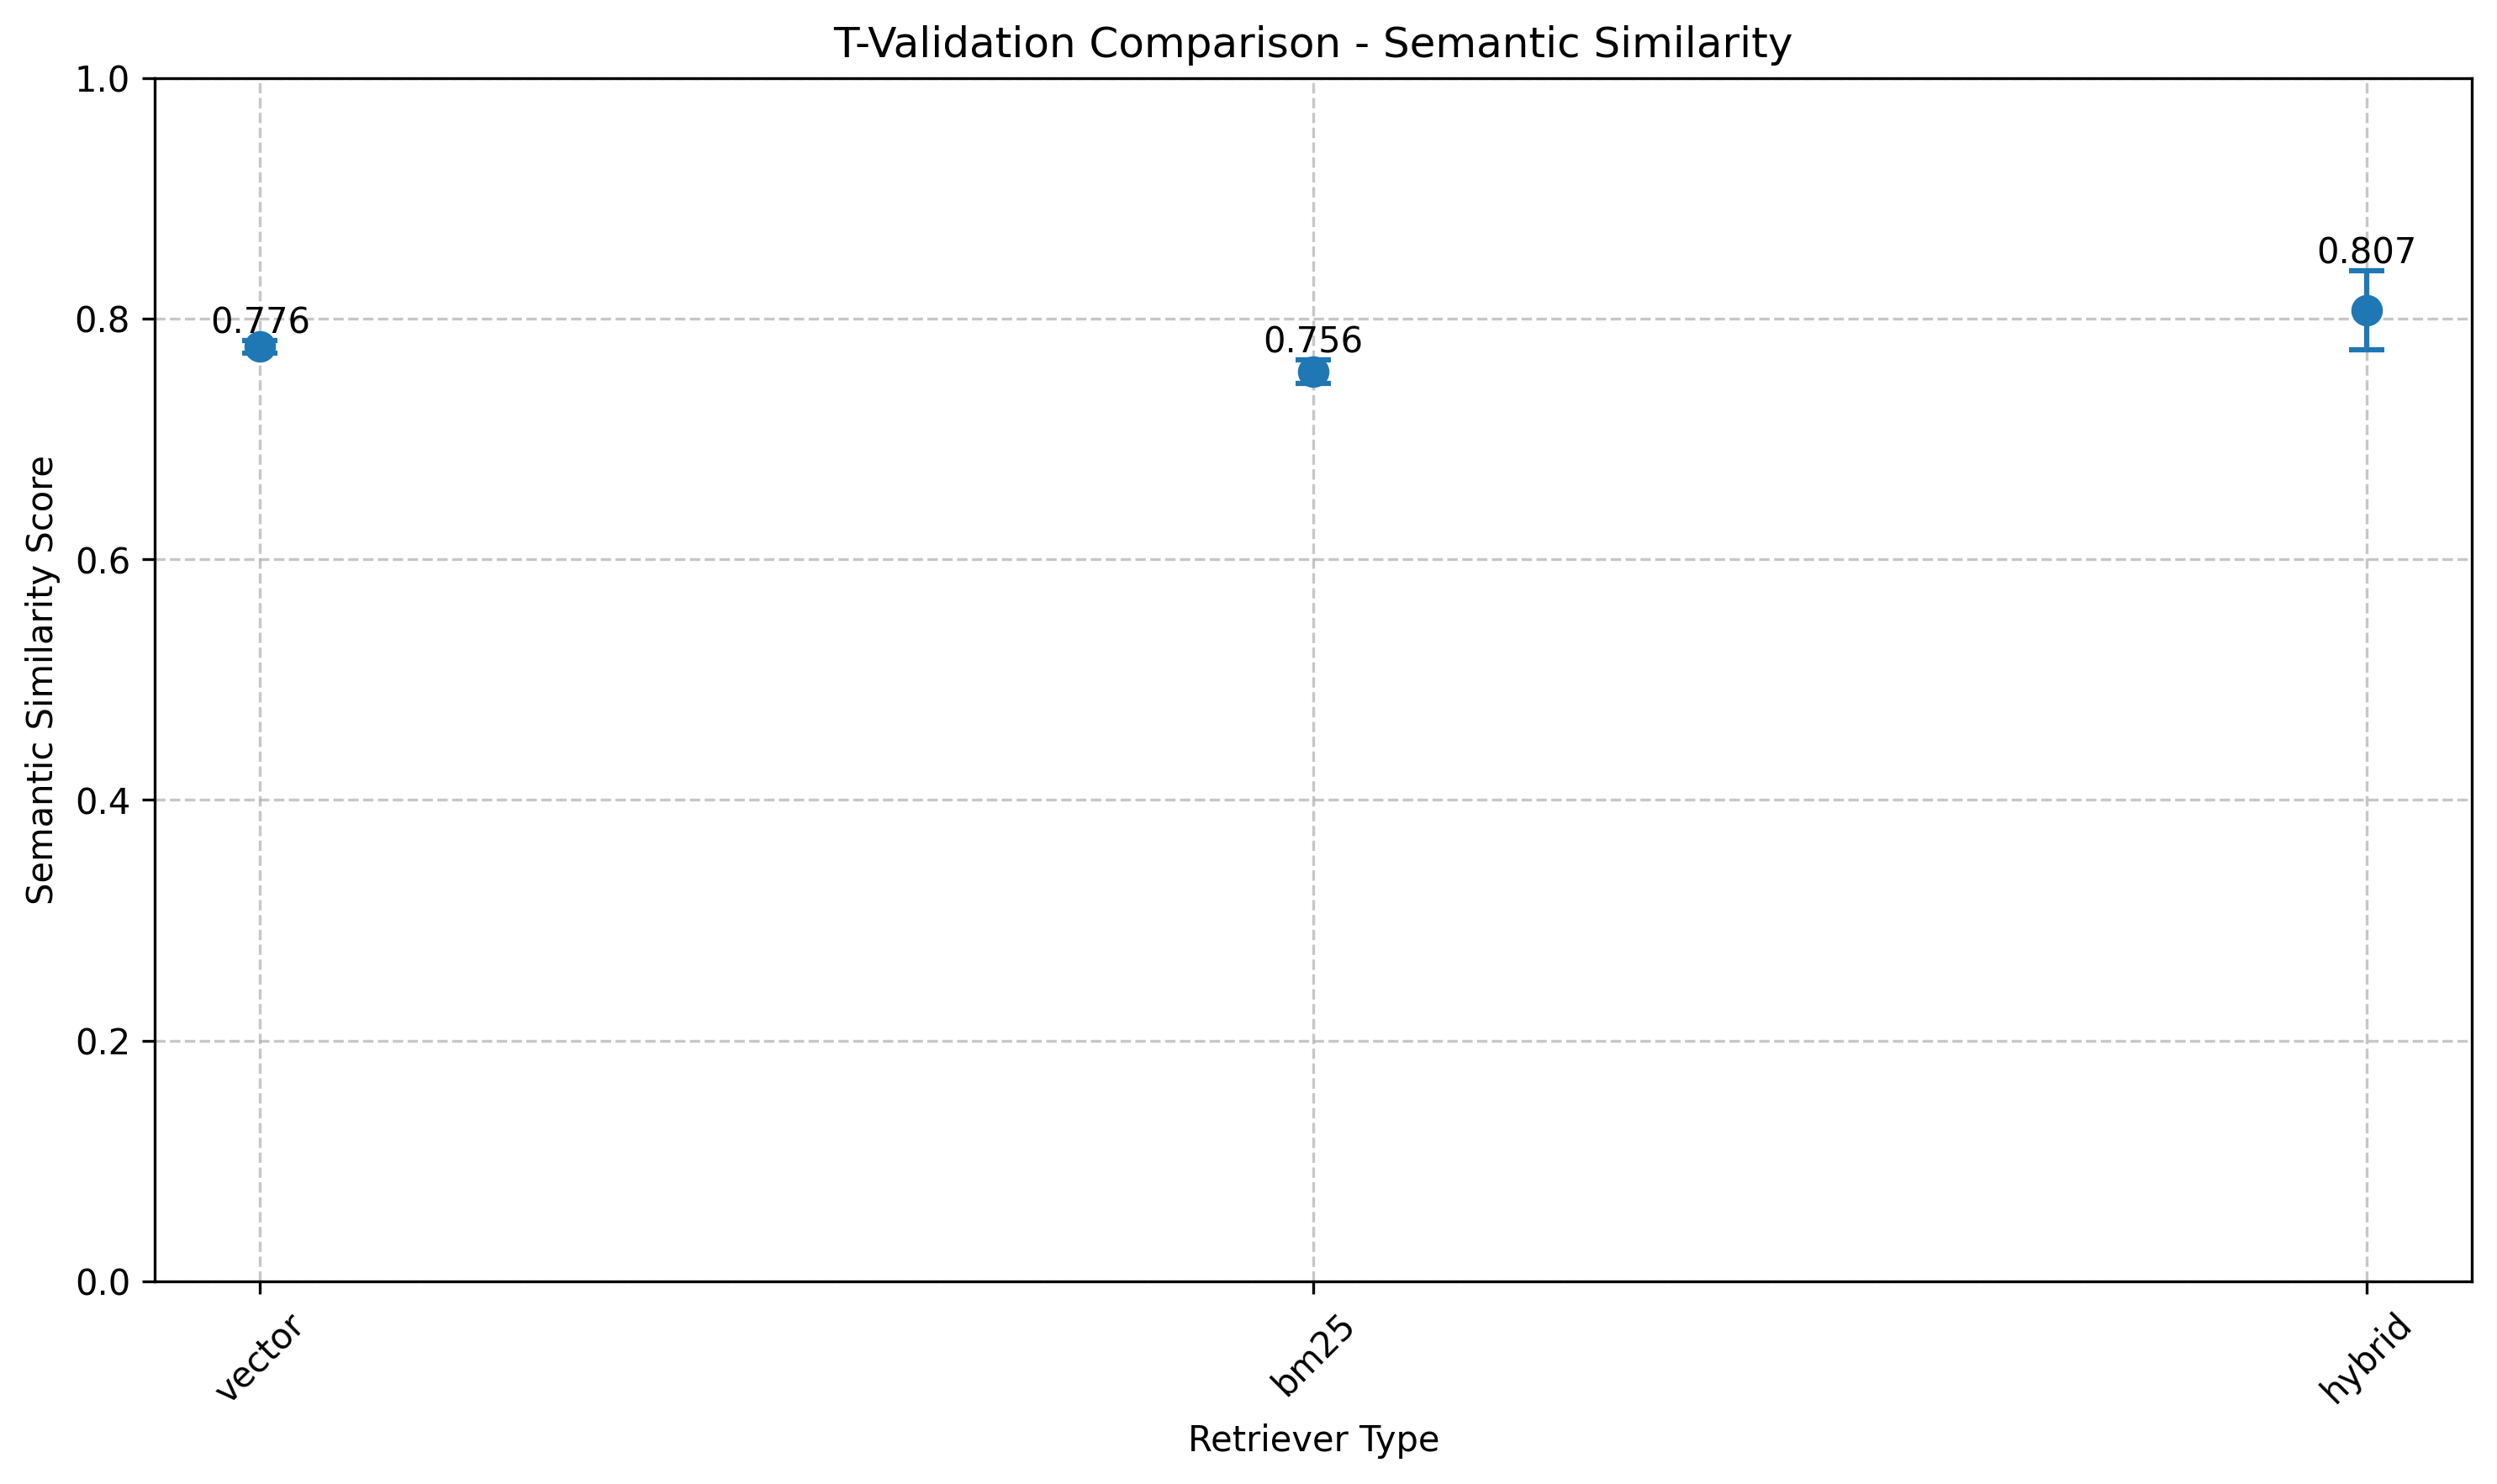 T-Validation Comparison - Semantic Similarity
Semantic Similarity Score
1.0
0.8
0.6
0.4
0.2
0.0
0.776
0.756
0.807
vector
bm25
hybrid
Retriever Type